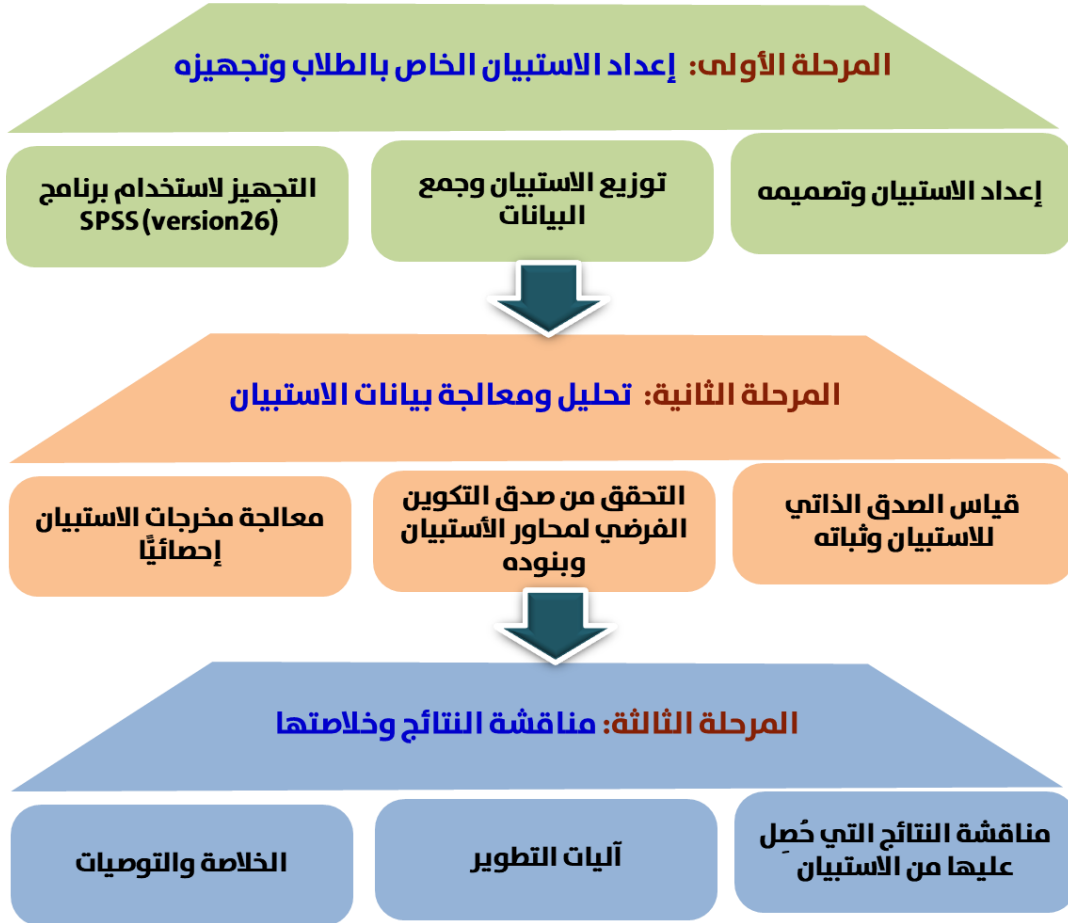 المرحلة الأولى: إعداد الاستبيان الخاص بالطلاب وتجهيزه
إعداد الاستبيان وتصميمه
توزيع الاستبيان وجمع
البيانات
التجهيز لاستخدام برنامج
SPSS (version26)
المرحلة الثانية: تحليل ومعالجة بيانات الاستبيان
قياس الصدق الذاتي
للاستبيان وثباته
التحقق من صدق التكوين
الفرضي لمحاور الأستبيان
وبنوده
معالجة مخرجات الاستبيان
إحصائيًّا
المرحلة الثالثة: مناقشة النتائج وخلاصتها
مناقشة النتائج التي حُصِل
عليها من الاستبيان
آليات التطوير
الخلاصة والتوصيات